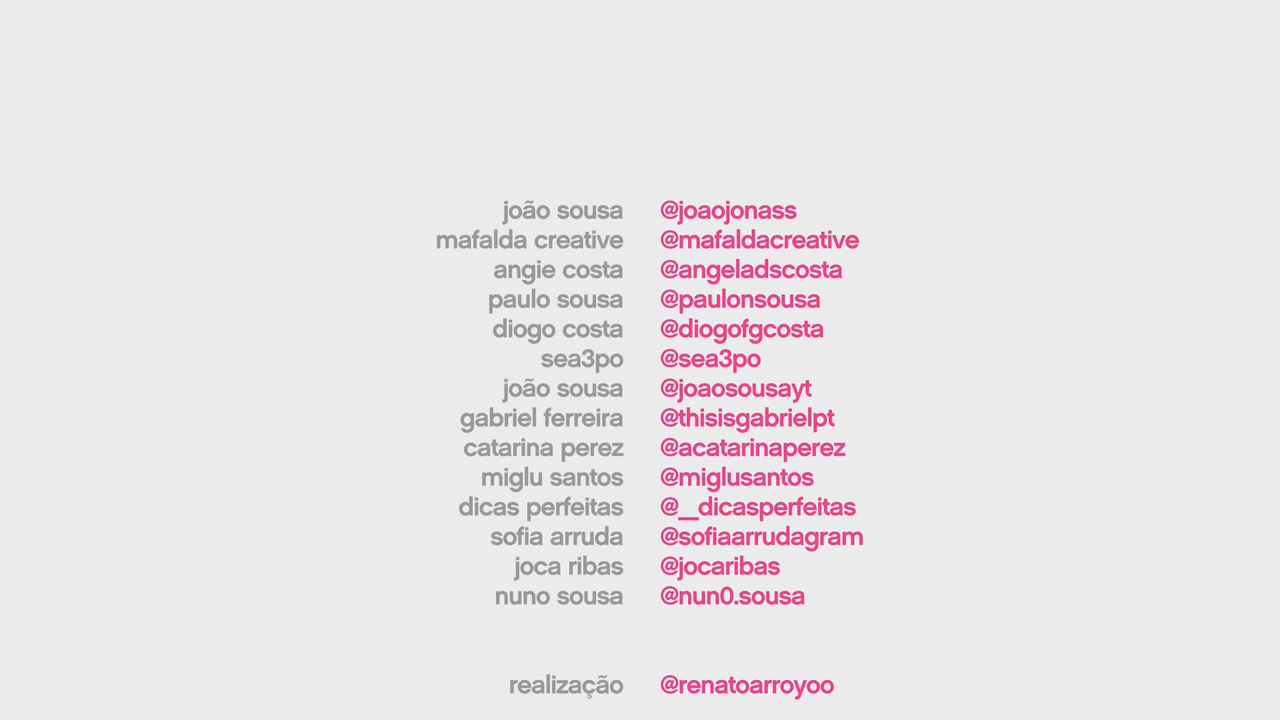 joão sousa @joaojonass
mafalda creative @mafaldacreative
angie costa @angeladscosta
paulo sousa @paulonsousa
diogo costa @diogofgcosta
sea3po @sea3po
joão sousa @joaosousayt
gabriel ferreira @thisisgabrielpt
catarina perez @acatarinaperez
miglu santos @miglusantos
dicas perfeitas @__dicasperfeitas
sofia arruda @sofiaarrudagram
joca ribas @jocaribas
nuno sousa @nun0.sousa
realização @renatoarroyoo